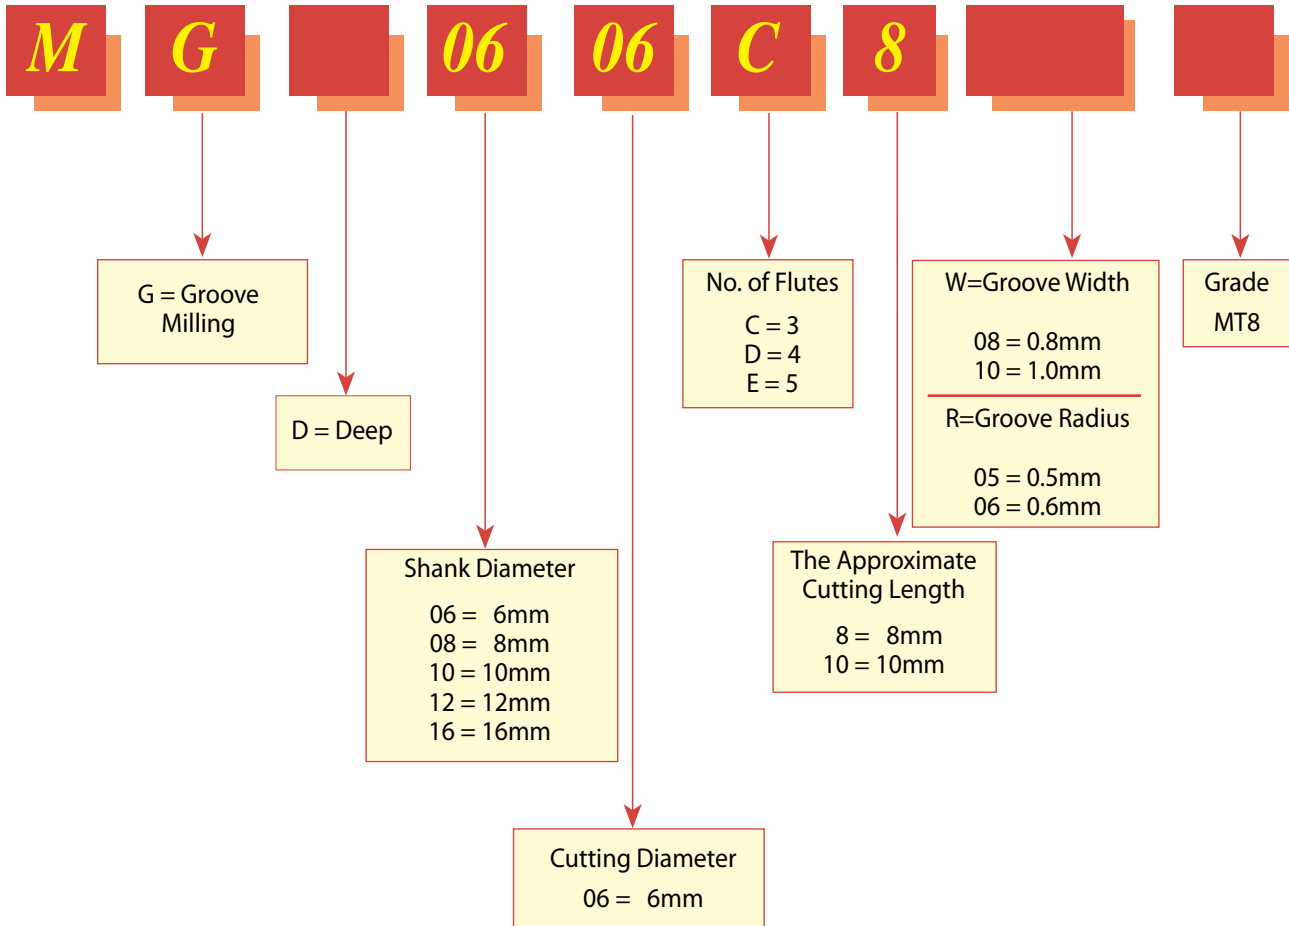 M G 06 06 C 8
G = Groove
Milling
D = Deep
Shank Diameter
06 = 6mm
08 = 8mm
10 = 10mm
12 = 12mm
16 = 16mm
Cutting Diameter
06 = 6mm
No. of Flutes
C = 3
D = 4
E = 5
The Approximate
Cutting Length
8 = 8mm
10 = 10mm
W=Groove Width
08 = 0.8mm
10 = 1.0mm
R=Groove Radius
05 = 0.5mm
06 = 0.6mm
Grade
MT8